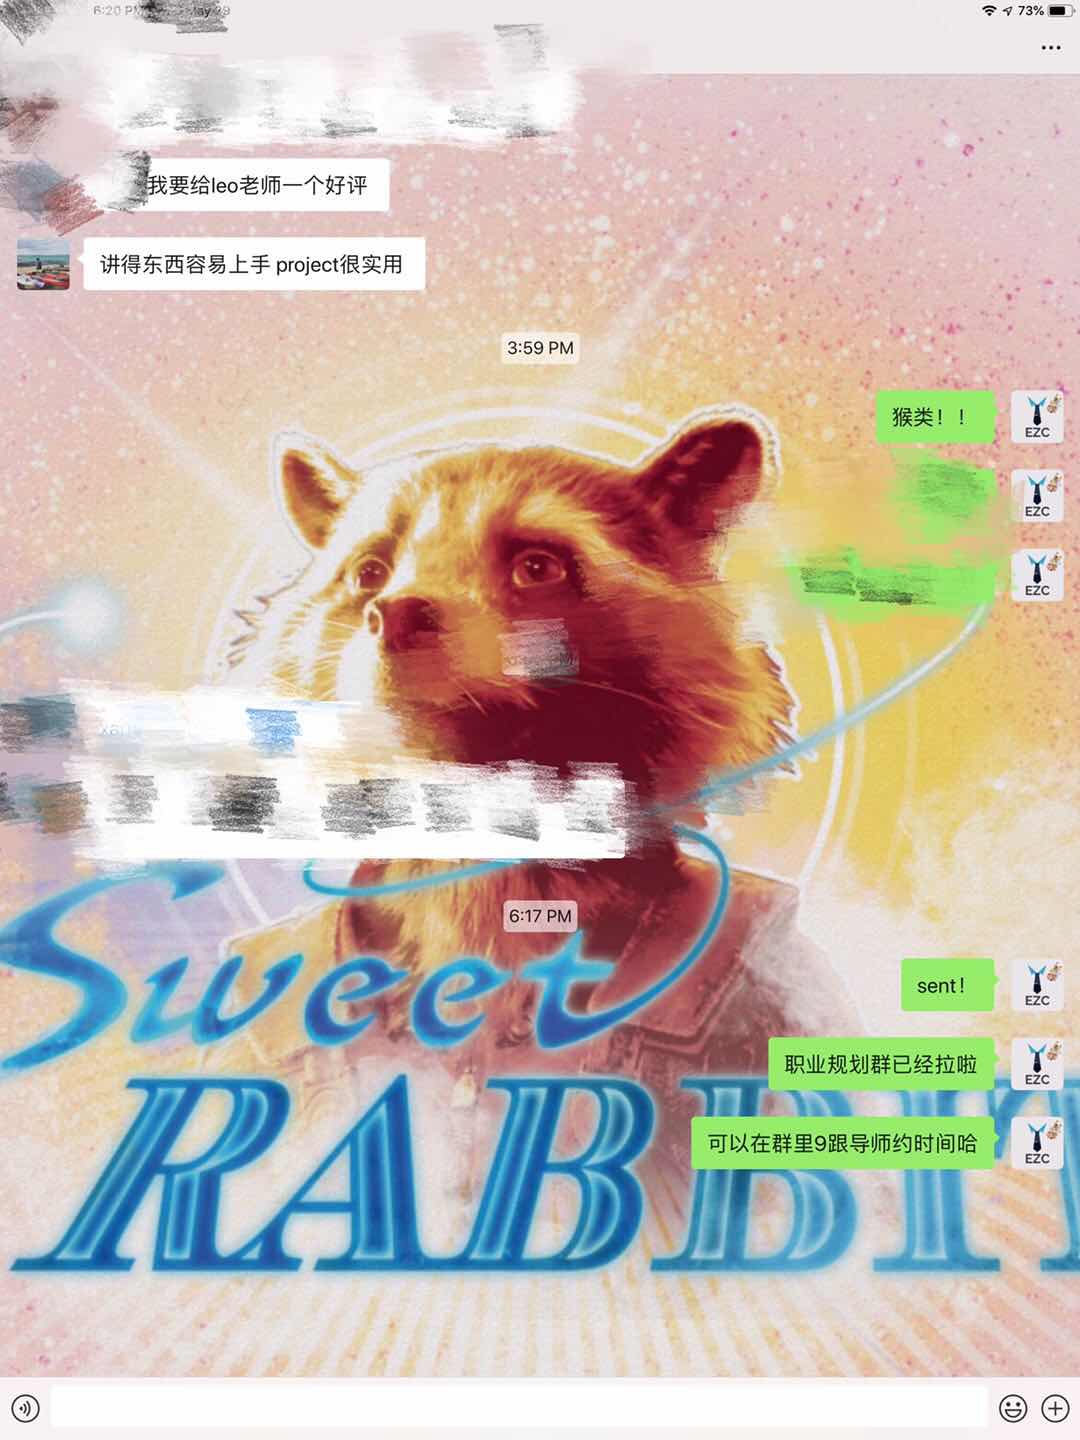 6:20 PM
73%
我要给leo老师一个好评
讲得东西容易上手 project很实用
3:59 PM
猴类！！
EZC
EZC
EZC
6:17 PM
sent！
EZC
职业规划群已经拉啦
EZC
可以在群里9跟导师约时间哈
EZC
Sweet
RABBIT